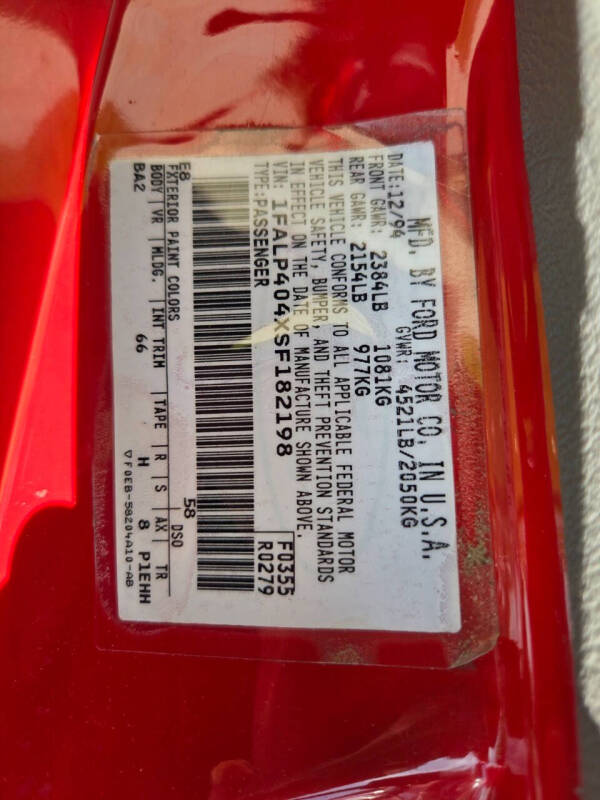 MFD. BY FORD MOTOR CO. IN U.S.A.
DATE:12/94 GVWR: 4521LB/2050KG
FRONT GAWR: 2384LB 1081KG
REAR GAWR: 2154LB 977KG
THIS VEHICLE CONFORMS TO ALL APPLICABLE FEDERAL MOTOR
VEHICLE SAFETY, BUMPER, AND THEFT PREVENTION STANDARDS
IN EFFECT ON THE DATE OF MANUFACTURE SHOWN ABOVE.
VIN: 1FALP404XSF182198
TYPE:PASSENGER
F0355
R0279
E8 58
EXTERIOR PAINT COLORS DSO
BODY VR MLDG. INT TRIM TAPE R S AX TR
BA2 66 H 8 P1EHH
▽F0EB-58204A10-AB